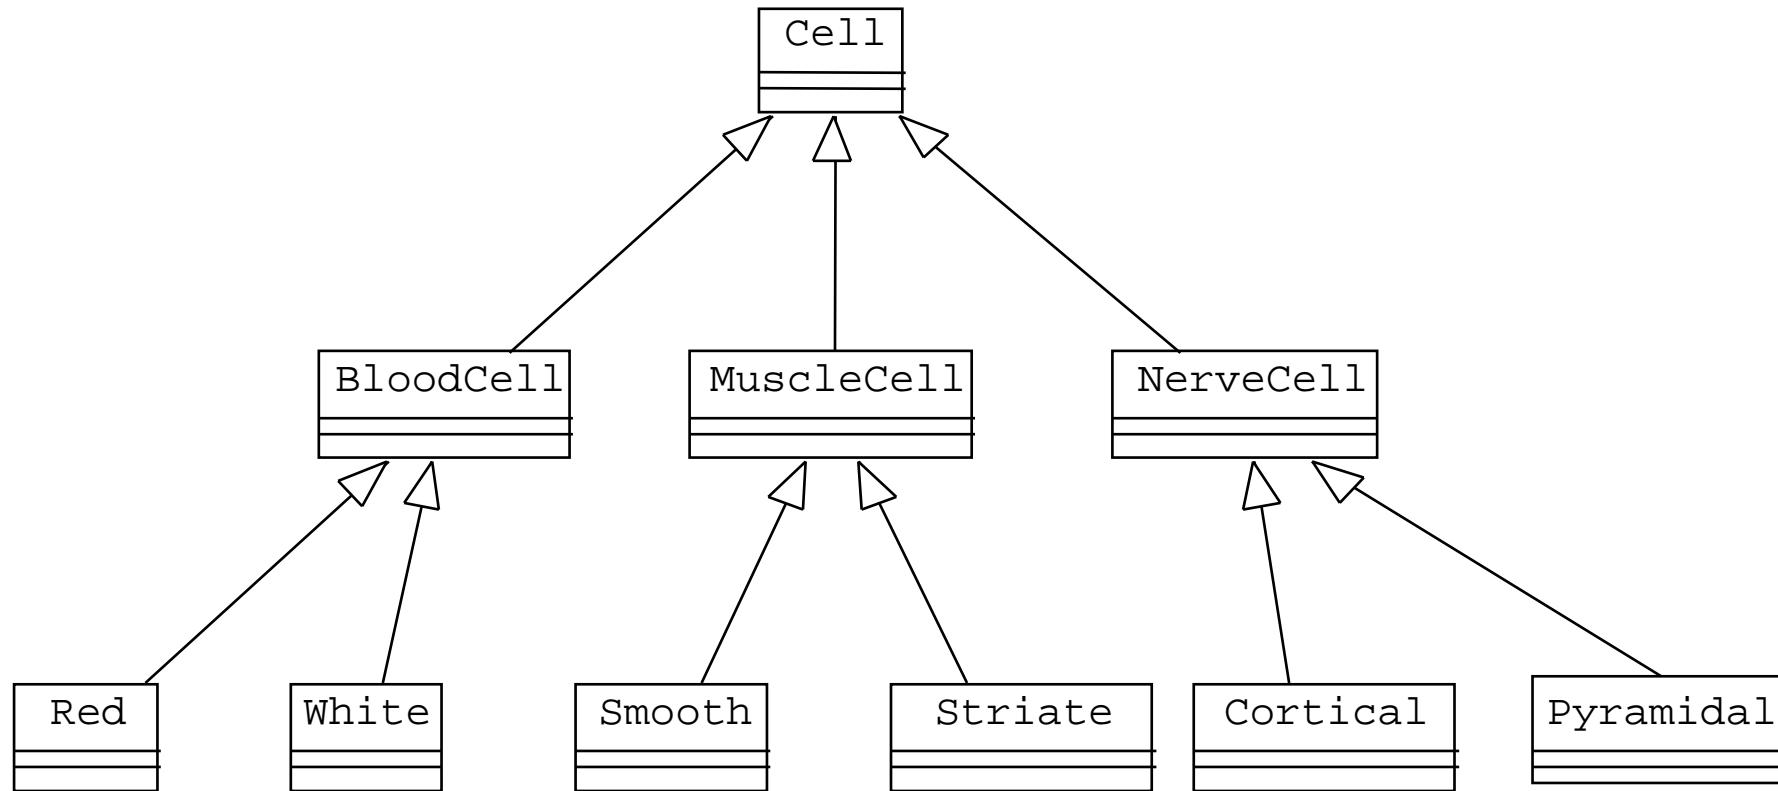 Cell
BloodCell
MuscleCell
NerveCell
Red
White
Smooth
Striate
Cortical
Pyramidal